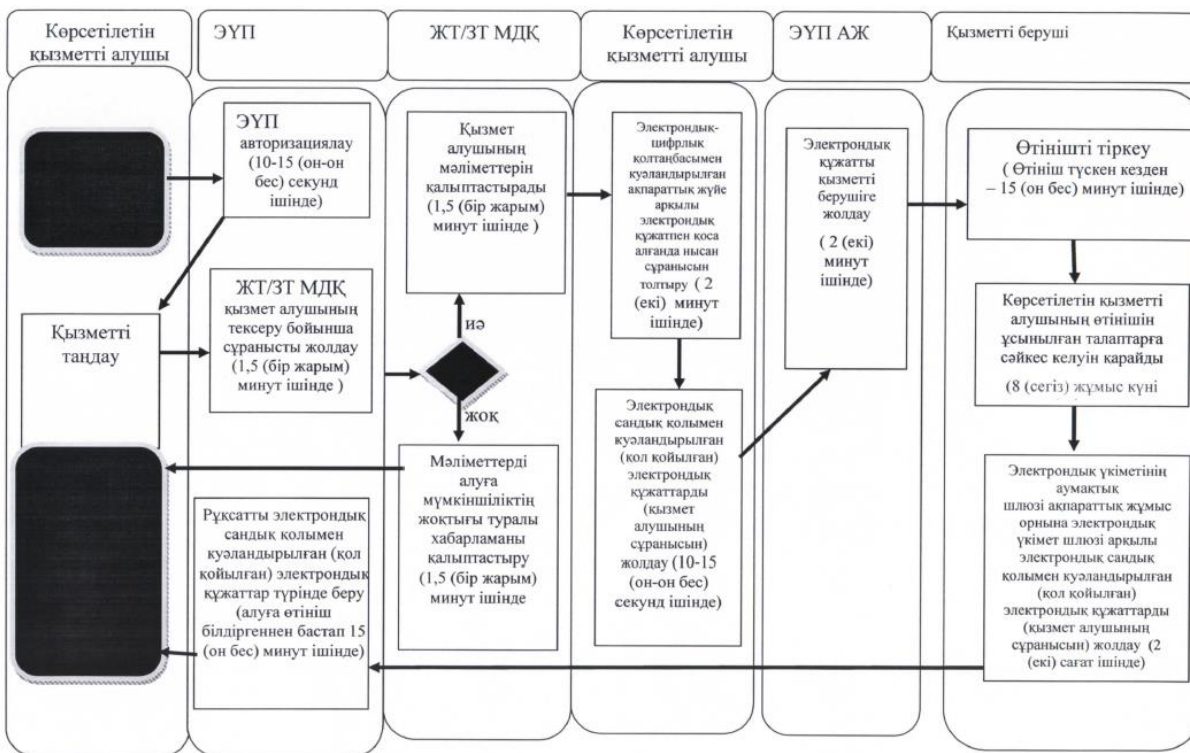 Көрсетілетін
қызметті алушы
ЭҮП
ЖТ/ЗТ МДҚ
Көрсетілетін
қызметті алушы
ЭҮП АЖ
Қызметті беруші
ЭҮП
авторизациялау
(10-15 (он-он
бес) секунд
ішінде)
Қызметті
таңдау
ЖТ/ЗТ МДҚ
қызмет алушының
тексеру бойынша
сұранысты жолдау
(1,5 (бір жарым)
минут ішінде )
Қызмет
алушының
мәліметтерін
қалыптастырады
(1,5 (бір жарым)
минут ішінде )
иә
жоқ
Мәліметтерді
алуға
мүмкіншіліктің
жоқтығы туралы
хабарламаны
қалыптастыру
(1,5 (бір жарым)
минут ішінде
Электрондық-
цифрлық
қолтаңбасымен
куәландырылған
ақпараттық жүйе
арқылы
электрондық
құжатпен қоса
алғанда нысан
сұранысын
толтыру ( 2
(екі) минут
ішінде)
Электрондық
сандық қолымен
куәландырылған
(қол қойылған)
электрондық
құжаттарды
(қызмет
алушының
сұранысын)
жолдау (10-15
(он-он бес)
секунд ішінде)
Электрондық
құжатты
қызметті
берушіге
жолдау
( 2 (екі)
минут
ішінде)
Өтінішті тіркеу
( Өтініш түскен кезден
– 15 (он бес) минут ішінде)
Көрсетілетін қызметті
алушының өтінішін
ұсынылған талаптарға
сәйкес келуін қарайды
(8 (сегіз) жұмыс күні
Электрондық үкіметінің
аумақтық
шлюзі ақпараттық жұмыс
орнына электрондық
үкімет шлюзі арқылы
электрондық сандық
қолымен куәландырылған
(қол қойылған)
электрондық құжаттарды
(қызмет алушының
сұранысын) жолдау (2
(екі) сағат ішінде)
Рұқсатты электрондық
сандық қолымен
куәландырылған (қол
қойылған) электрондық
құжаттар түрінде беру
(алуға өтініш
білдіргеннен бастап 15
(он бес) минут ішінде)